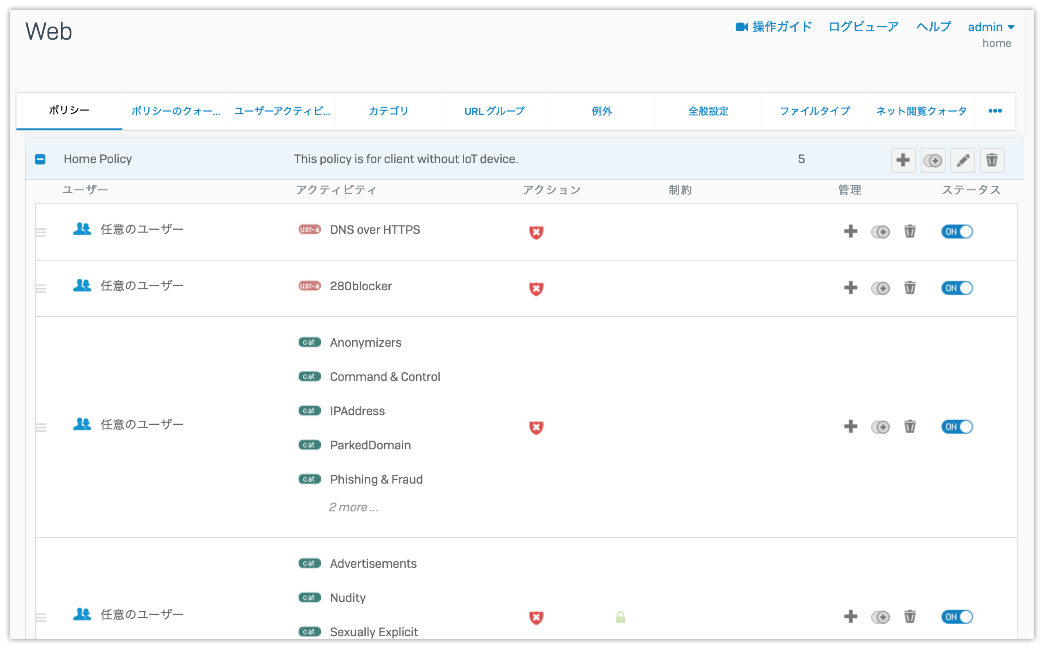 Web
操作ガイド ログビューア ヘルプ admin
home
ポリシー ポリシーのクォー... ユーザーアクティビ... カテゴリ URL グループ 例外 全般設定 ファイルタイプ ネット閲覧クォータ •••
Home Policy This policy is for client without IoT device. 5
ユーザー アクティビティ アクション 制約 管理 ステータス
任意のユーザー usr-a DNS over HTTPS ON
任意のユーザー usr-a 280blocker ON
cat Anonymizers
cat Command & Control
cat IPAddress
任意のユーザー ON
cat ParkedDomain
cat Phishing & Fraud
2 more ...
cat Advertisements
cat Nudity
任意のユーザー ON
cat Sexually Explicit